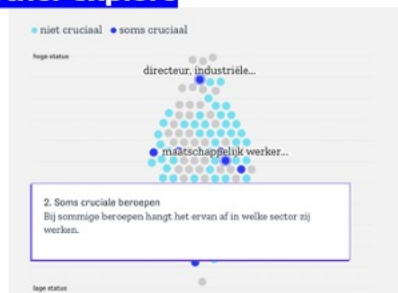 niet cruciaal soms cruciaal
hoge status
directeur, industriële...
maatschappelijk werker...
2. Soms cruciale beroepen
Bij sommige beroepen hangt het ervan af in welke sector zij
werken.
lage status